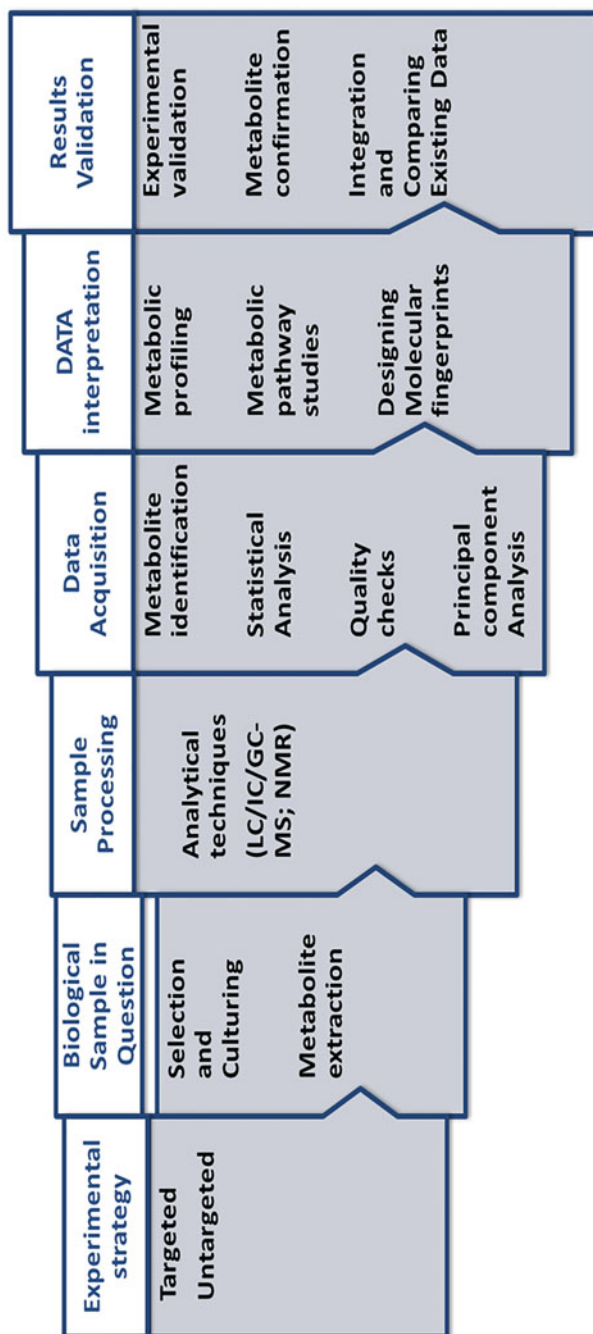 Experimental
strategy
Targeted
Untargeted
Biological
Sample in
Question
Selection
and
Culturing
Metabolite
extraction
Sample
Processing
Analytical
techniques
(LC/IC/GC-
MS; NMR)
Data
Acquisition
Metabolite
identification
Statistical
Analysis
Quality
checks
Principal
component
Analysis
DATA
interpretation
Metabolic
profiling
Metabolic
pathway
studies
Designing
Molecular
fingerprints
Results
Validation
Experimental
validation
Metabolite
confirmation
Integration
and
Comparing
Existing Data